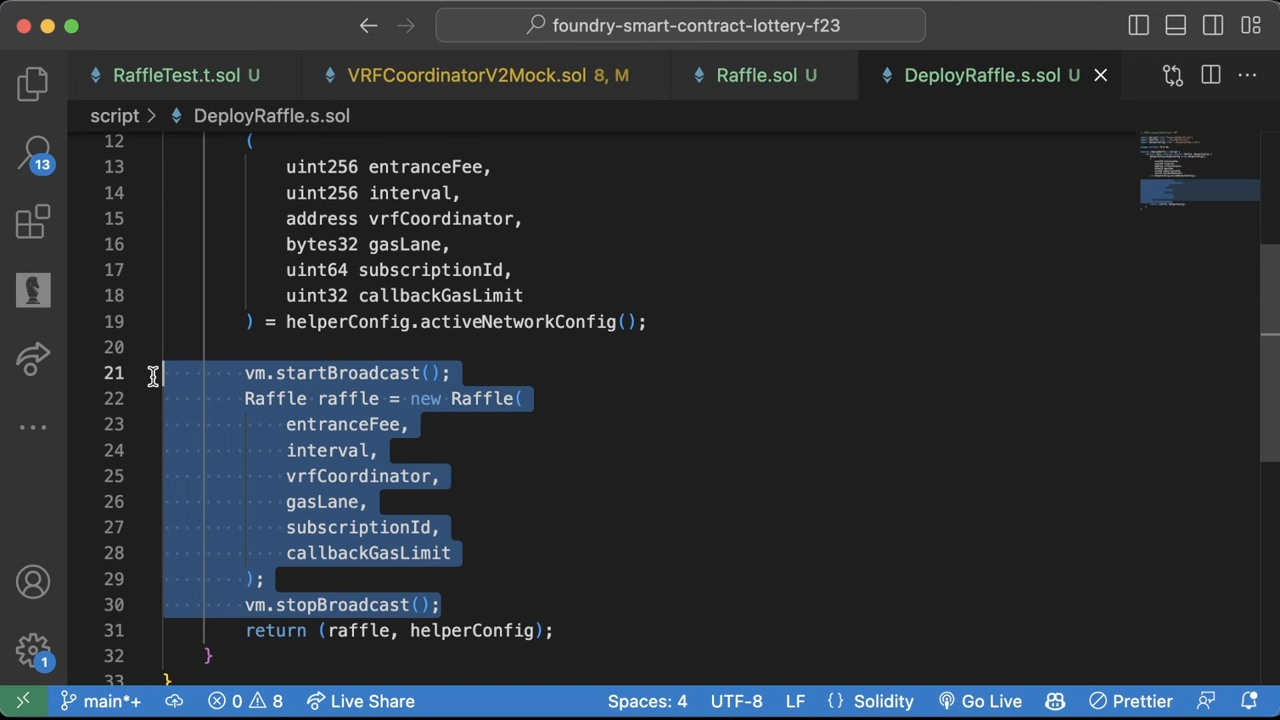 foundry-smart-contract-lottery-f23
RaffleTest.t.sol U
VRFCoordinatorV2Mock.sol 8, M
Raffle.sol U
DeployRaffle.s.sol U
script > DeployRaffle.s.sol
12 (
13 uint256 entranceFee,
14 uint256 interval,
15 address vrfCoordinator,
16 bytes32 gasLane,
17 uint64 subscriptionId,
18 uint32 callbackGasLimit
19 ) = helperConfig.activeNetworkConfig();
20
21 vm.startBroadcast();
22 Raffle raffle = new Raffle(
23 entranceFee,
24 interval,
25 vrfCoordinator,
26 gasLane,
27 subscriptionId,
28 callbackGasLimit
29 );
30 vm.stopBroadcast();
31 return (raffle, helperConfig);
32 }
33 }
13
1
main*+ 0 8 Live Share Spaces: 4 UTF-8 LF {} Solidity Go Live Prettier